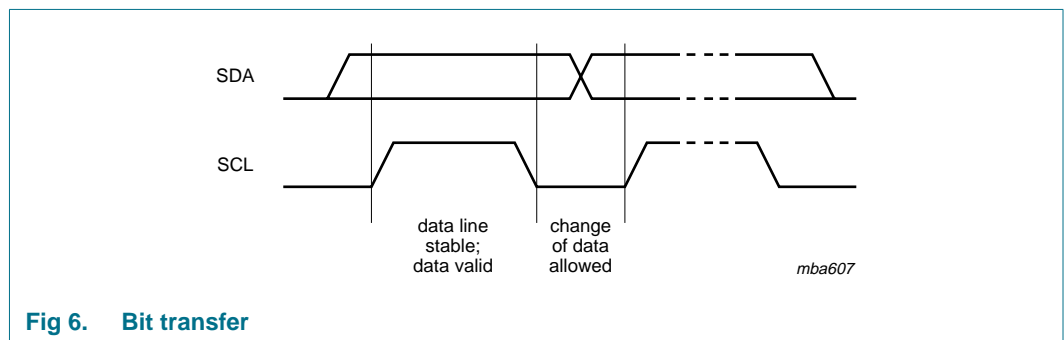 SDA
SCL
data line
stable;
data valid
change
of data
allowed
mba607
Fig 6. Bit transfer